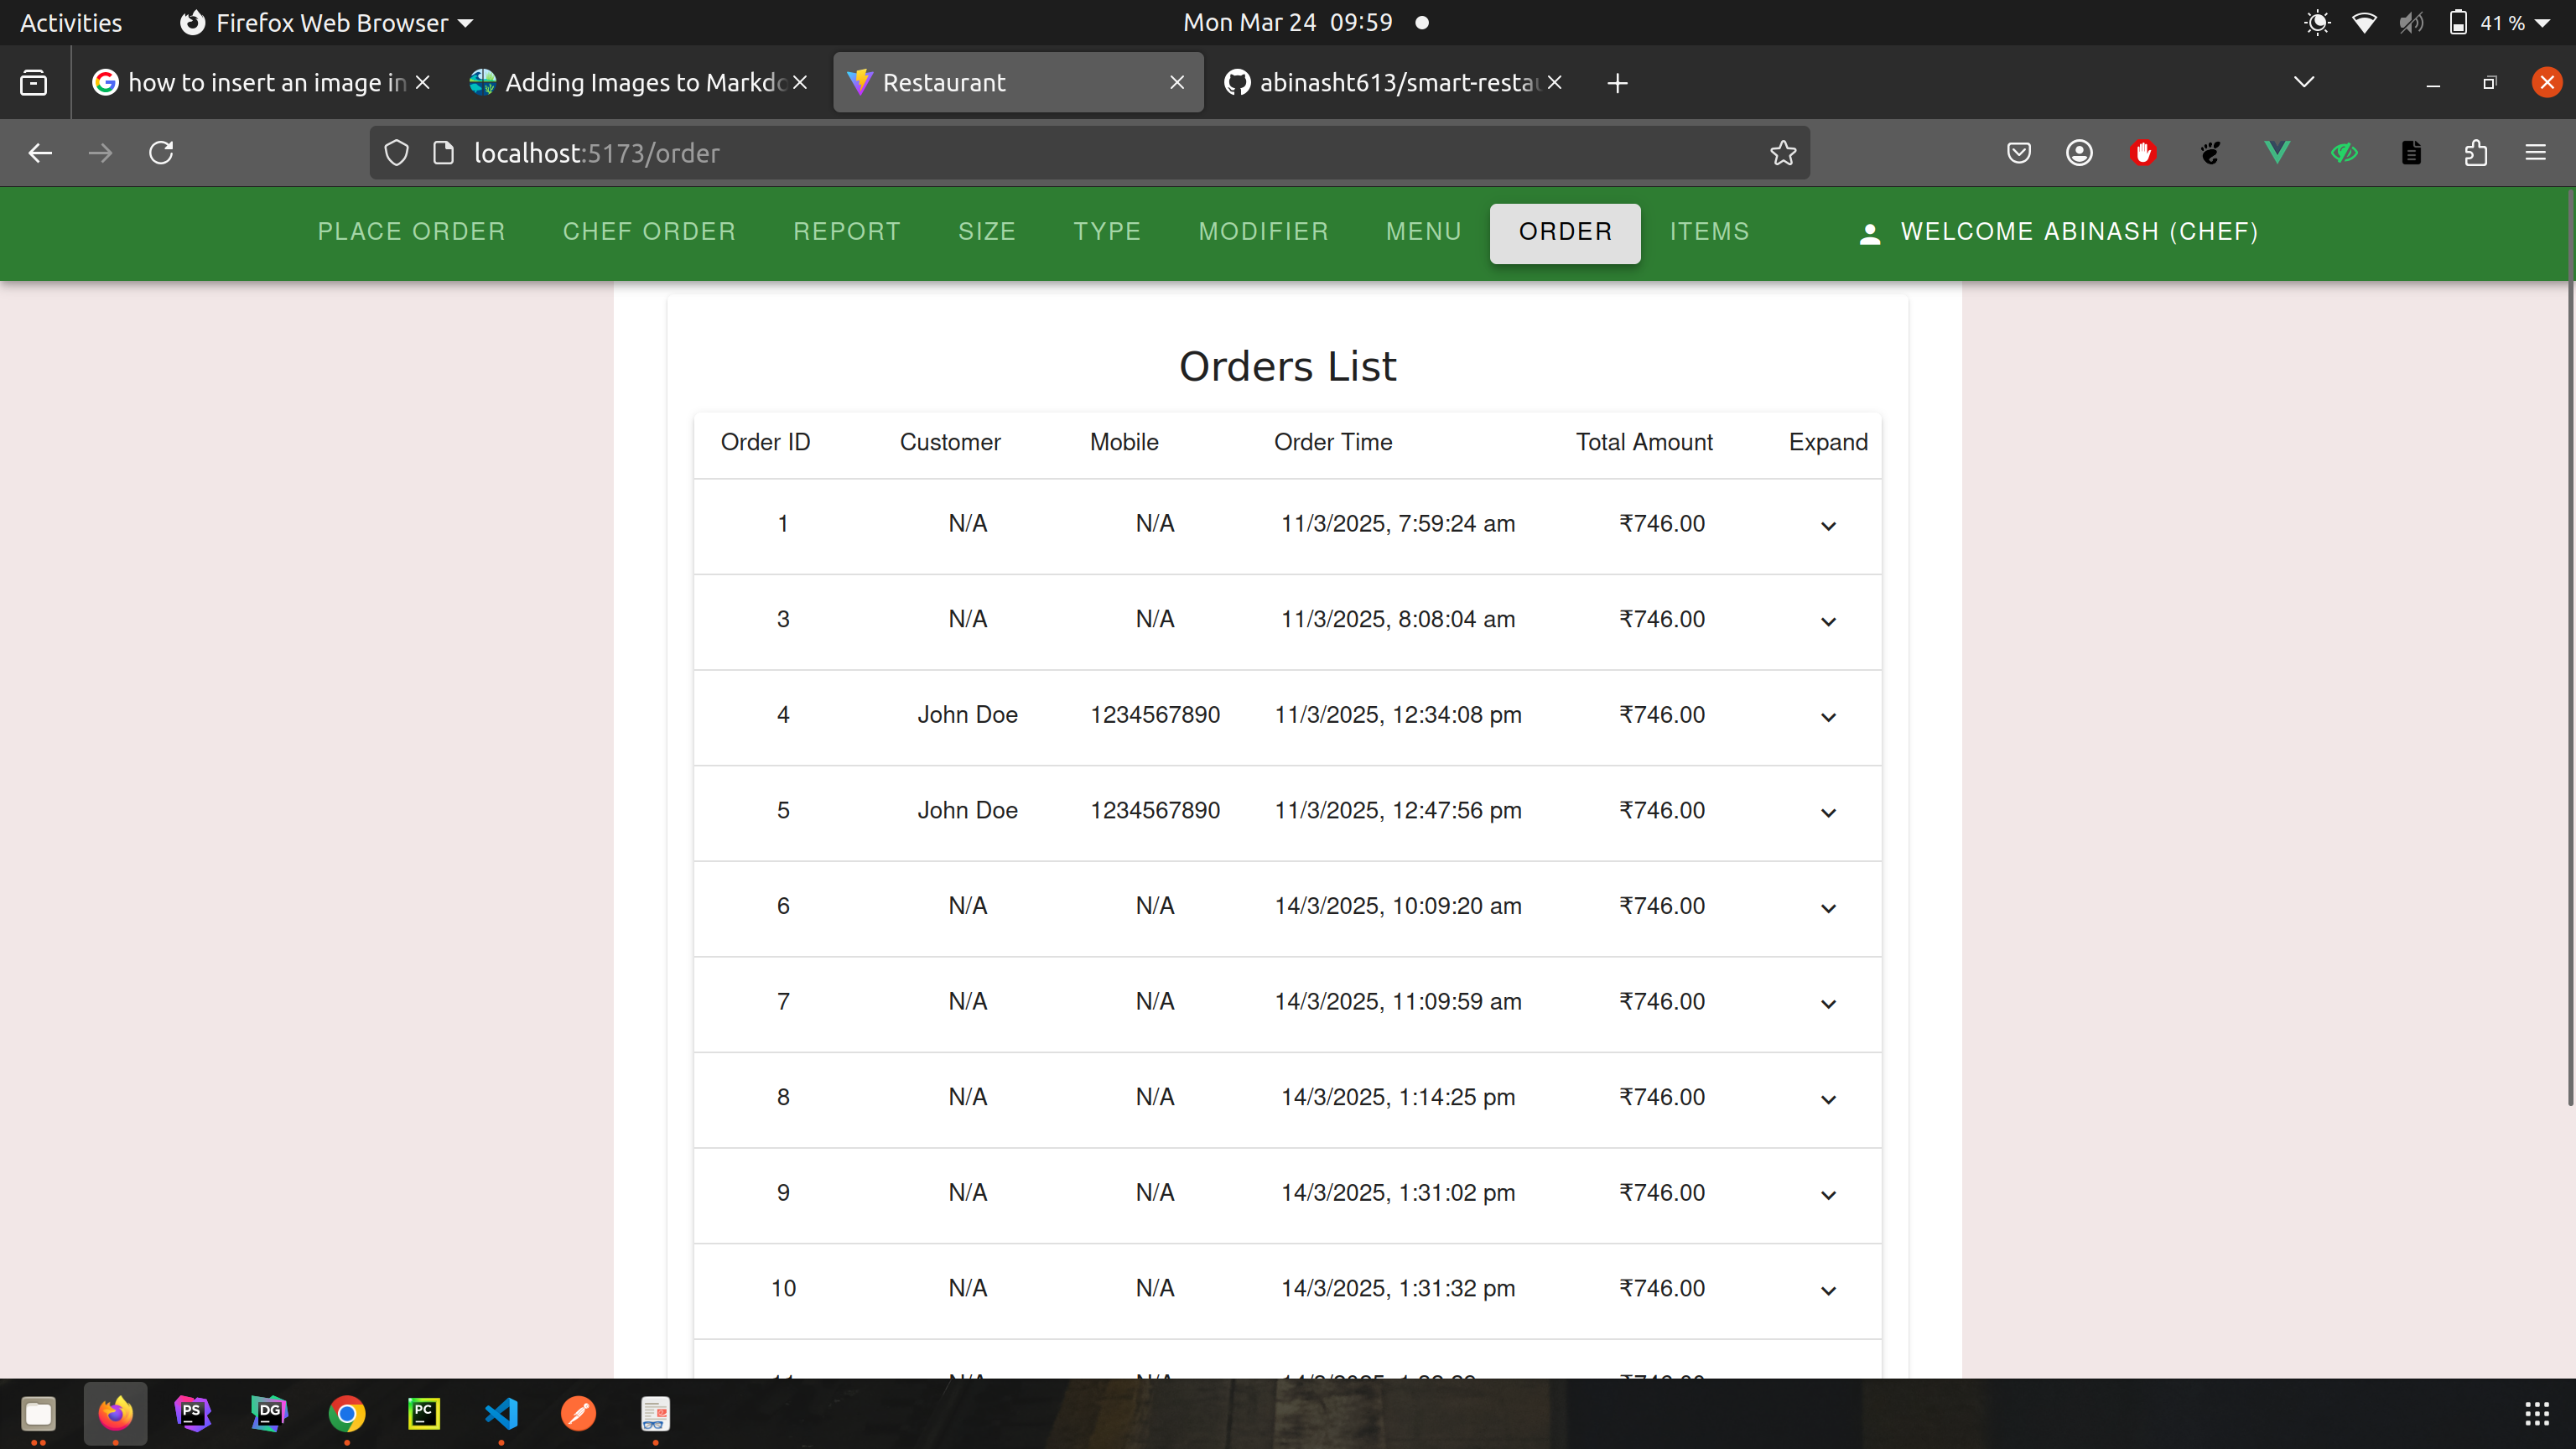 Activities Firefox Web Browser Mon Mar 24 09:59 41 %
how to insert an image in Adding Images to Markdo Restaurant abinasht613/smart-restau
localhost:5173/order
PLACE ORDER CHEF ORDER REPORT SIZE TYPE MODIFIER MENU ORDER ITEMS WELCOME ABINASH (CHEF)
Orders List
Order ID Customer Mobile Order Time Total Amount Expand
1 N/A N/A 11/3/2025, 7:59:24 am ₹746.00
3 N/A N/A 11/3/2025, 8:08:04 am ₹746.00
4 John Doe 1234567890 11/3/2025, 12:34:08 pm ₹746.00
5 John Doe 1234567890 11/3/2025, 12:47:56 pm ₹746.00
6 N/A N/A 14/3/2025, 10:09:20 am ₹746.00
7 N/A N/A 14/3/2025, 11:09:59 am ₹746.00
8 N/A N/A 14/3/2025, 1:14:25 pm ₹746.00
9 N/A N/A 14/3/2025, 1:31:02 pm ₹746.00
10 N/A N/A 14/3/2025, 1:31:32 pm ₹746.00
PS DG PC